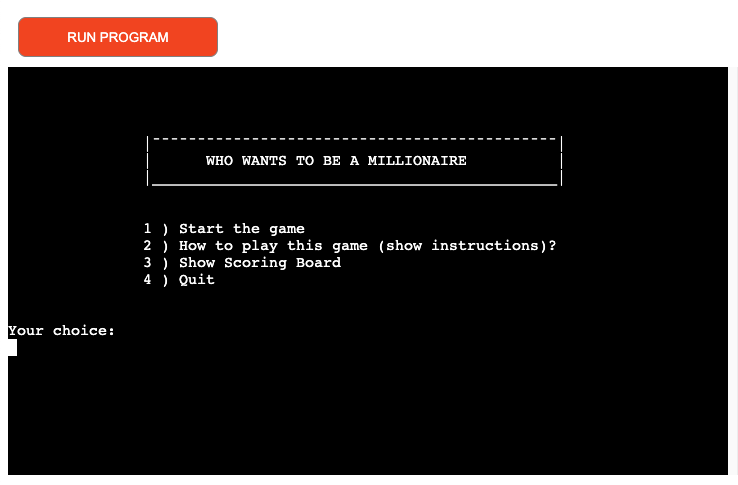 RUN PROGRAM
|---------------------------------------------|
| WHO WANTS TO BE A MILLIONAIRE |
|_____________________________________________|
1 ) Start the game
2 ) How to play this game (show instructions)?
3 ) Show Scoring Board
4 ) Quit
Your choice: